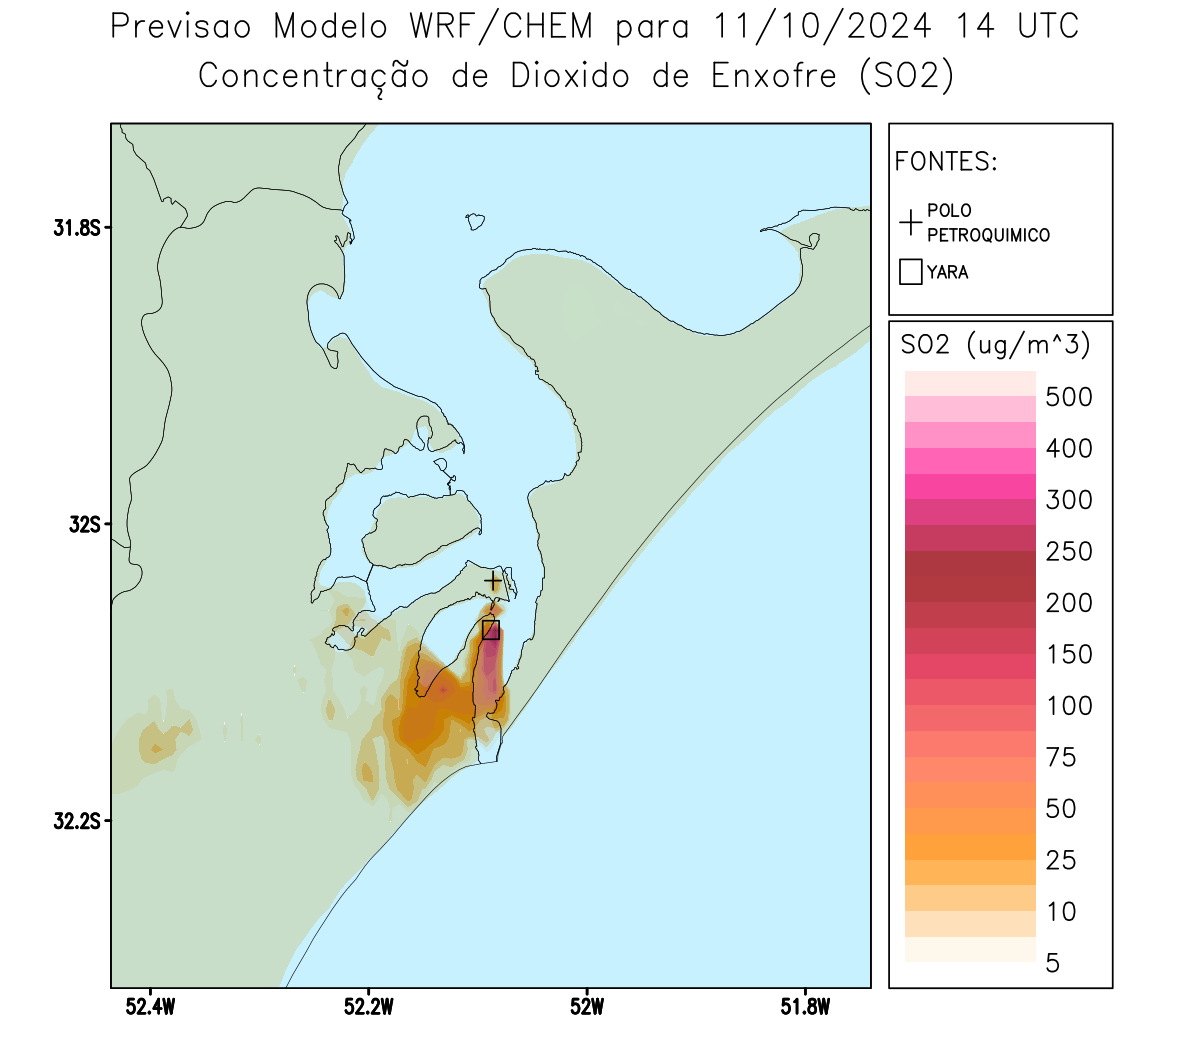 Previsao Modelo WRF/CHEM para 11/10/2024 14 UTC
Concentração de Dioxido de Enxofre (SO2)
31.8S
32S
32.2S
52.4W
52.2W
52W
51.8W
FONTES:
POLO
PETROQUIMICO
YARA
SO2 (ug/m^3)
500
400
300
250
200
150
100
75
50
25
10
5